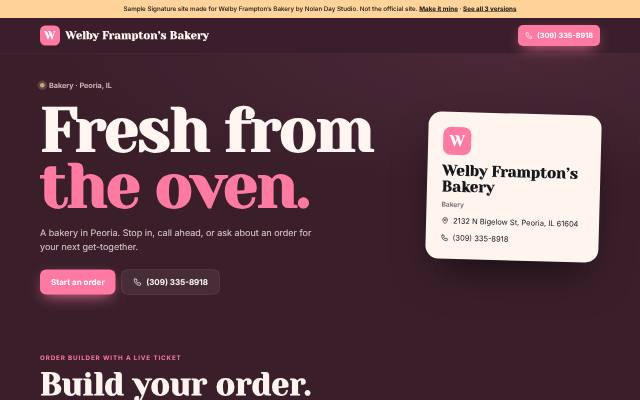 Sample Signature site made for Welby Frampton's Bakery by Nolan Day Studio. Not the official site. Make it mine · See all 3 versions
W Welby Frampton's Bakery
(309) 335-8918
Bakery · Peoria, IL
Fresh from
the oven.
A bakery in Peoria. Stop in, call ahead, or ask about an order for
your next get-together.
Start an order
(309) 335-8918
W
Welby Frampton's
Bakery
Bakery
2132 N Bigelow St, Peoria, IL 61604
(309) 335-8918
ORDER BUILDER WITH A LIVE TICKET
Build your order.